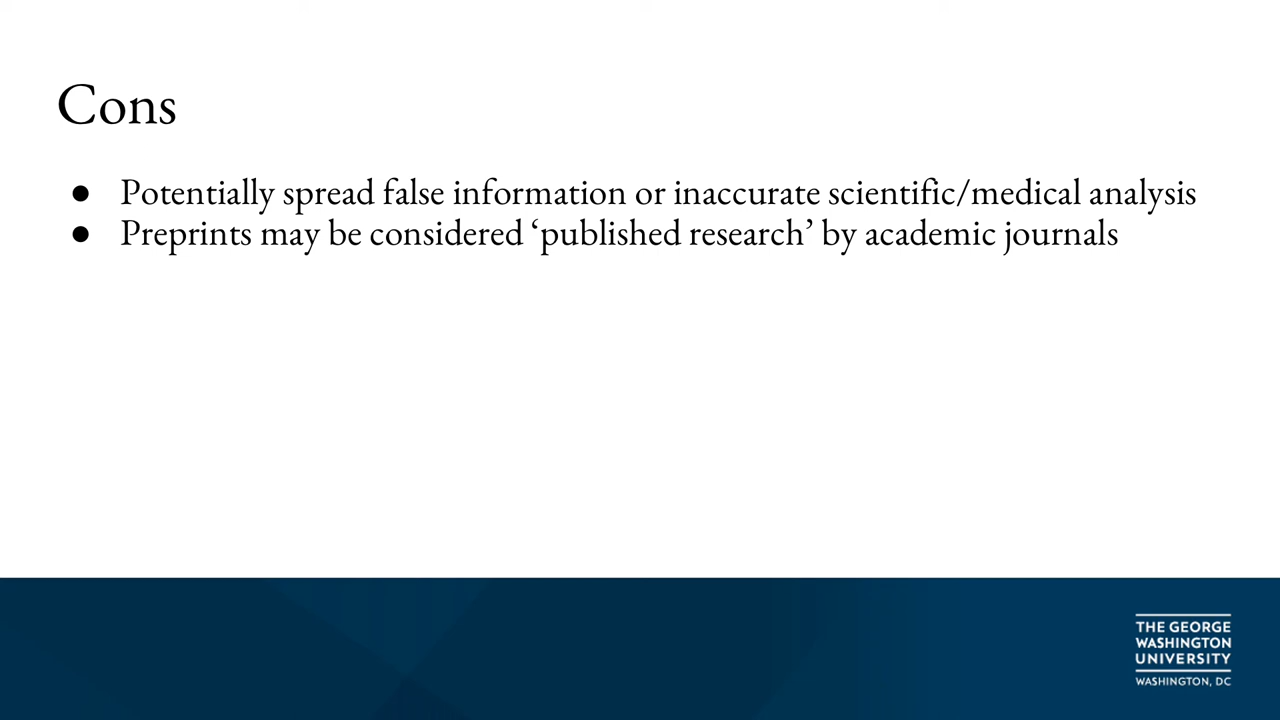 Cons
● Potentially spread false information or inaccurate scientific/medical analysis
● Preprints may be considered ‘published research’ by academic journals
THE GEORGE
WASHINGTON
UNIVERSITY
WASHINGTON, DC